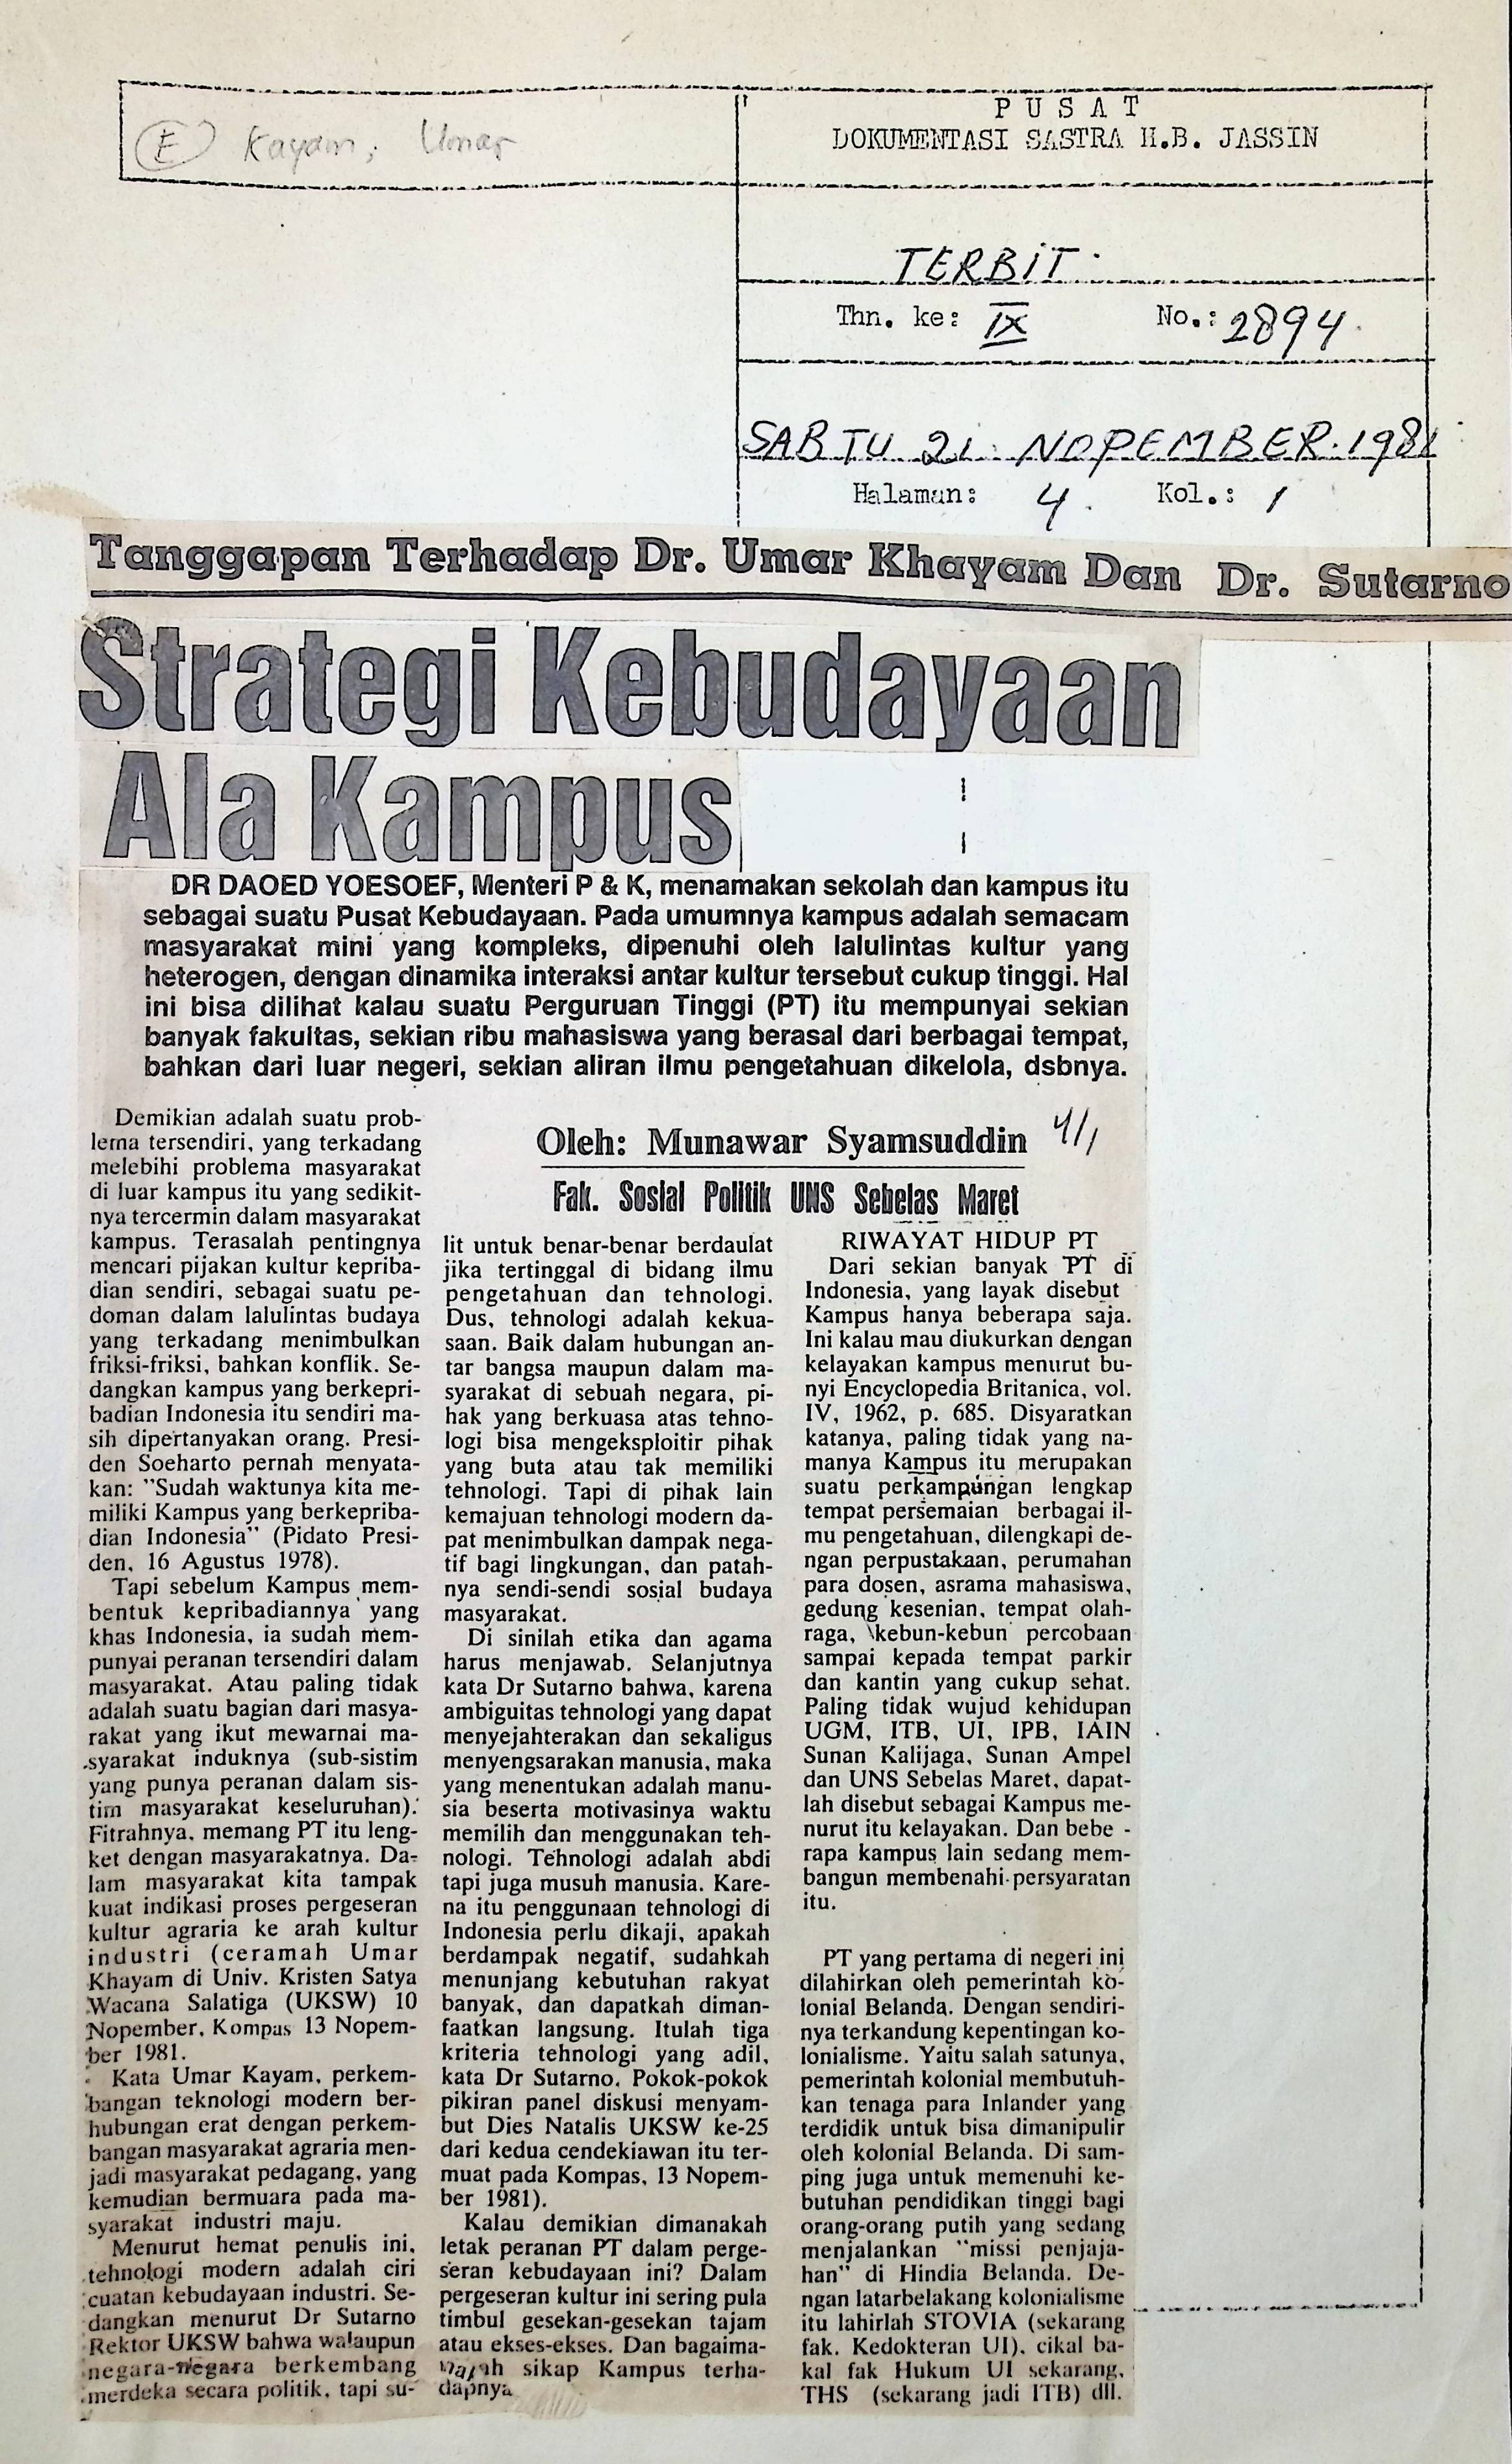 E Kayam, Umar
P U S A T
DOKUMENTASI SASTRA H.B. JASSIN
TERBIT
Thn. ke: IX No.: 2894
SABTU 21 NOPEMBER 1981
Halaman: 4 Kol.: 1
Tanggapan Terhadap Dr. Umar Khayam Dan Dr. Sutarno
Strategi Kebudayaan
Ala Kampus
DR DAOED YOESOEF, Menteri P & K, menamakan sekolah dan kampus itu
sebagai suatu Pusat Kebudayaan. Pada umumnya kampus adalah semacam
masyarakat mini yang kompleks, dipenuhi oleh lalulintas kultur yang
heterogen, dengan dinamika interaksi antar kultur tersebut cukup tinggi. Hal
ini bisa dilihat kalau suatu Perguruan Tinggi (PT) itu mempunyai sekian
banyak fakultas, sekian ribu mahasiswa yang berasal dari berbagai tempat,
bahkan dari luar negeri, sekian aliran ilmu pengetahuan dikelola, dsbnya.
Oleh: Munawar Syamsuddin 4/1
Fak. Sosial Politik UNS Sebelas Maret
Demikian adalah suatu prob-
lema tersendiri, yang terkadang
melebihi problema masyarakat
di luar kampus itu yang sedikit-
nya tercermin dalam masyarakat
kampus. Terasalah pentingnya
mencari pijakan kultur kepriba-
dian sendiri, sebagai suatu pe-
doman dalam lalulintas budaya
yang terkadang menimbulkan
friksi-friksi, bahkan konflik. Se-
dangkan kampus yang berkepri-
badian Indonesia itu sendiri ma-
sih dipertanyakan orang. Presi-
den Soeharto pernah menyata-
kan: "Sudah waktunya kita me-
miliki Kampus yang berkepriba-
dian Indonesia" (Pidato Presi-
den, 16 Agustus 1978).
Tapi sebelum Kampus mem-
bentuk kepribadiannya yang
khas Indonesia, ia sudah mem-
punyai peranan tersendiri dalam
masyarakat. Atau paling tidak
adalah suatu bagian dari masya-
rakat yang ikut mewarnai ma-
syarakat induknya (sub-sistim
yang punya peranan dalam sis-
tim masyarakat keseluruhan).
Fitrahnya, memang PT itu leng-
ket dengan masyarakatnya. Da-
lam masyarakat kita tampak
kuat indikasi proses pergeseran
kultur agraria ke arah kultur
industri (ceramah Umar
Khayam di Univ. Kristen Satya
Wacana Salatiga (UKSW) 10
Nopember, Kompas 13 Nopem-
ber 1981.
Kata Umar Kayam, perkem-
bangan teknologi modern ber-
hubungan erat dengan perkem-
bangan masyarakat agraria men-
jadi masyarakat pedagang, yang
kemudian bermuara pada ma-
syarakat industri maju.
Menurut hemat penulis ini,
tehnologi modern adalah ciri
cuatan kebudayaan industri. Se-
dangkan menurut Dr Sutarno
Rektor UKSW bahwa walaupun
negara-negara berkembang
merdeka secara politik, tapi su-
lit untuk benar-benar berdaulat
jika tertinggal di bidang ilmu
pengetahuan dan tehnologi.
Dus, tehnologi adalah kekua-
saan. Baik dalam hubungan an-
tar bangsa maupun dalam ma-
syarakat di sebuah negara, pi-
hak yang berkuasa atas tehno-
logi bisa mengeksploitir pihak
yang buta atau tak memiliki
tehnologi. Tapi di pihak lain
kemajuan tehnologi modern da-
pat menimbulkan dampak nega-
tif bagi lingkungan, dan patah-
nya sendi-sendi sosial budaya
masyarakat.
Di sinilah etika dan agama
harus menjawab. Selanjutnya
kata Dr Sutarno bahwa, karena
ambiguitas tehnologi yang dapat
menyejahterakan dan sekaligus
menyengsarakan manusia, maka
yang menentukan adalah manu-
sia beserta motivasinya waktu
memilih dan menggunakan teh-
nologi. Tehnologi adalah abdi
tapi juga musuh manusia. Kare-
na itu penggunaan tehnologi di
Indonesia perlu dikaji, apakah
berdampak negatif, sudahkah
menunjang kebutuhan rakyat
banyak, dan dapatkah diman-
faatkan langsung. Itulah tiga
kriteria tehnologi yang adil,
kata Dr Sutarno. Pokok-pokok
pikiran panel diskusi menyam-
but Dies Natalis UKSW ke-25
dari kedua cendekiawan itu ter-
muat pada Kompas, 13 Nopem-
ber 1981).
Kalau demikian dimanakah
letak peranan PT dalam perge-
seran kebudayaan ini? Dalam
pergeseran kultur ini sering pula
timbul gesekan-gesekan tajam
atau ekses-ekses. Dan bagaima-
sikap Kampus terha-
dapnya
RIWAYAT HIDUP PT
Dari sekian banyak PT di
Indonesia, yang layak disebut
Kampus hanya beberapa saja.
Ini kalau mau diukurkan dengan
kelayakan kampus menurut bu-
nyi Encyclopedia Britanica, vol.
IV, 1962, p. 685. Disyaratkan
katanya, paling tidak yang na-
manya Kampus itu merupakan
suatu perkampungan lengkap
tempat persemaian berbagai il-
mu pengetahuan, dilengkapi de-
ngan perpustakaan, perumahan
para dosen, asrama mahasiswa,
gedung kesenian, tempat olah-
raga, kebun-kebun percobaan
sampai kepada tempat parkir
dan kantin yang cukup sehat.
Paling tidak wujud kehidupan
UGM, ITB, UI, IPB, IAIN
Sunan Kalijaga, Sunan Ampel
dan UNS Sebelas Maret, dapat-
lah disebut sebagai Kampus me-
nurut itu kelayakan. Dan bebe -
rapa kampus lain sedang mem-
bangun membenahi persyaratan
itu.
PT yang pertama di negeri ini
dilahirkan oleh pemerintah ko-
lonial Belanda. Dengan sendiri-
nya terkandung kepentingan ko-
lonialisme. Yaitu salah satunya,
pemerintah kolonial membutuh-
kan tenaga para Inlander yang
terdidik untuk bisa dimanipulir
oleh kolonial Belanda. Di sam-
ping juga untuk memenuhi ke-
butuhan pendidikan tinggi bagi
orang-orang putih yang sedang
menjalankan "missi penjaja-
han" di Hindia Belanda. De-
ngan latarbelakang kolonialisme
itu lahirlah STOVIA (sekarang
fak. Kedokteran UI), cikal ba-
kal fak Hukum UI sekarang,
THS (sekarang jadi ITB) dll.